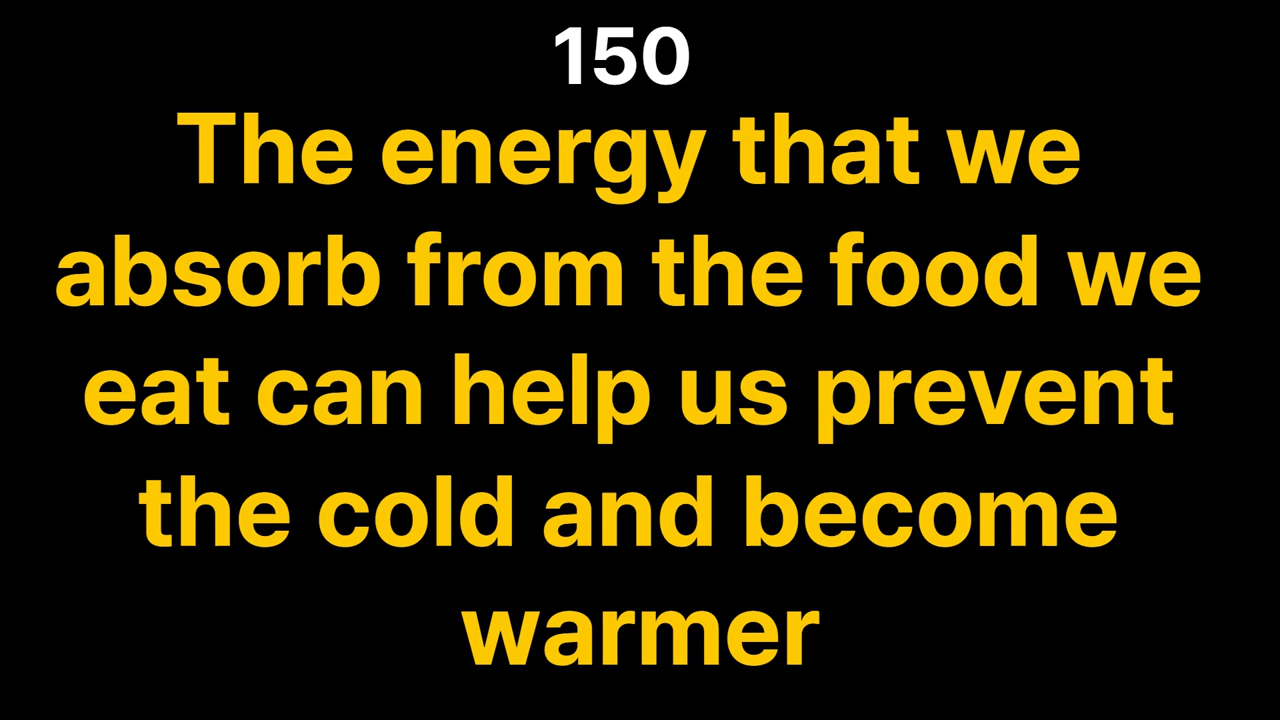 150
The energy that we
absorb from the food we
eat can help us prevent
the cold and become
warmer